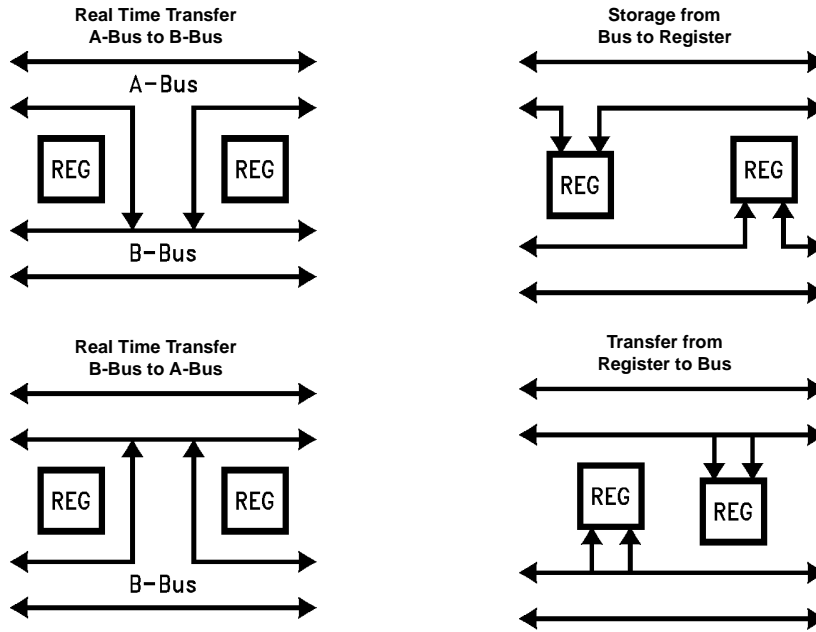 Real Time Transfer
A-Bus to B-Bus
A-Bus
REG
REG
B-Bus
Storage from
Bus to Register
REG
REG
Real Time Transfer
B-Bus to A-Bus
REG
REG
B-Bus
Transfer from
Register to Bus
REG
REG